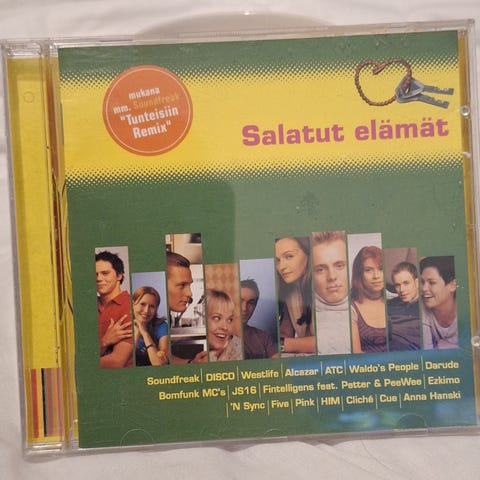 mukana
mm. Soundfreak
"Tunteisiin
Remix"
Salatut elämät
Soundfreak | DISCO | Westlife | Alcazar | ATC | Waldo's People | Darude
Bomfunk MC's | JS16 | Fintelligens feat. Petter & PeeWee | Ezkimo
'N Sync | Five | Pink | HIM | Cliché | Cue | Anna Hanski